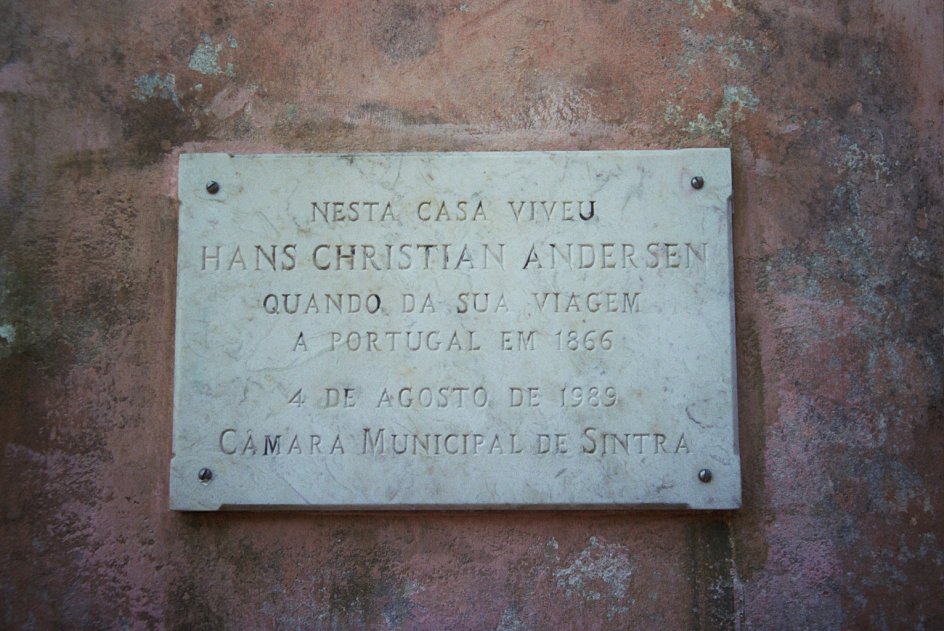 NESTA CASA VIVEU
HANS CHRISTIAN ANDERSEN
QUANDO DA SUA VIAGEM
A PORTUGAL EM 1866
4 DE AGOSTO DE 1989
CÂMARA MUNICIPAL DE SINTRA